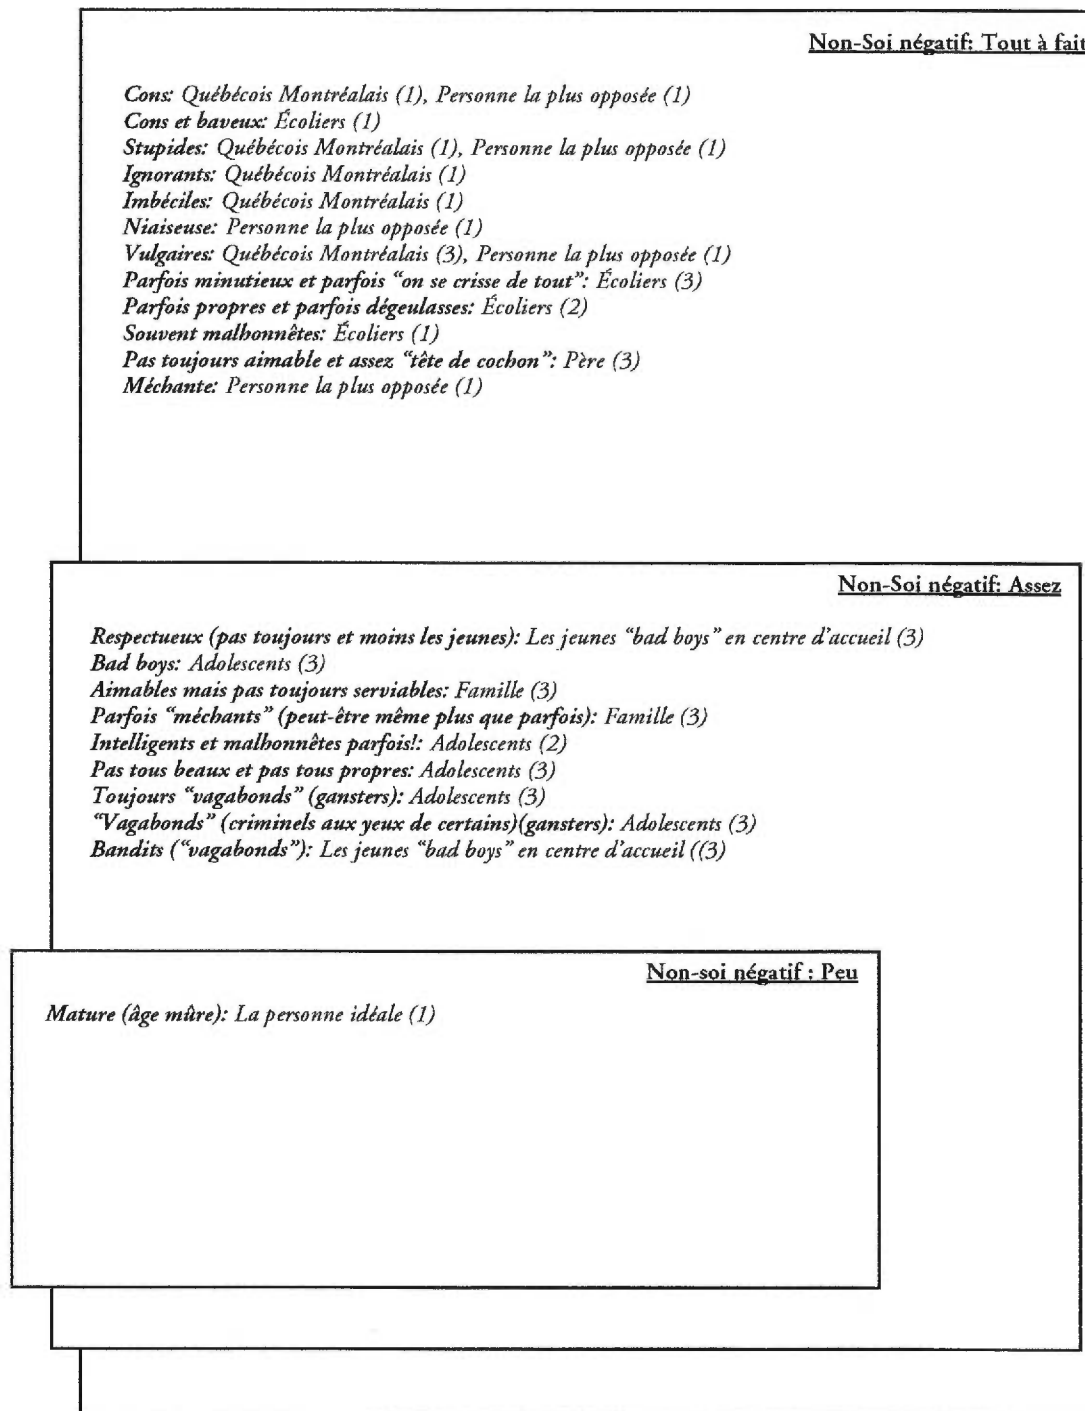 Non-Soi négatif: Tout à fait
Cons: Québécois Montréalais (1), Personne la plus opposée (1)
Cons et baveux: Écoliers (1)
Stupides: Québécois Montréalais (1), Personne la plus opposée (1)
Ignorants: Québécois Montréalais (1)
Imbéciles: Québécois Montréalais (1)
Niaiseuse: Personne la plus opposée (1)
Vulgaires: Québécois Montréalais (3), Personne la plus opposée (1)
Parfois minutieux et parfois “on se crisse de tout”: Écoliers (3)
Parfois propres et parfois dégeulasses: Écoliers (2)
Souvent malhonnêtes: Écoliers (1)
Pas toujours aimable et assez “tête de cochon”: Père (3)
Méchante: Personne la plus opposée (1)
Non-Soi négatif: Assez
Respectueux (pas toujours et moins les jeunes): Les jeunes “bad boys” en centre d'accueil (3)
Bad boys: Adolescents (3)
Aimables mais pas toujours serviables: Famille (3)
Parfois “méchants” (peut-être même plus que parfois): Famille (3)
Intelligents et malhonnêtes parfois!: Adolescents (2)
Pas tous beaux et pas tous propres: Adolescents (3)
Toujours “vagabonds” (gansters): Adolescents (3)
“Vagabonds” (criminels aux yeux de certains)(gansters): Adolescents (3)
Bandits (“vagabonds”): Les jeunes “bad boys” en centre d'accueil ((3)
Non-soi négatif : Peu
Mature (âge mûre): La personne idéale (1)